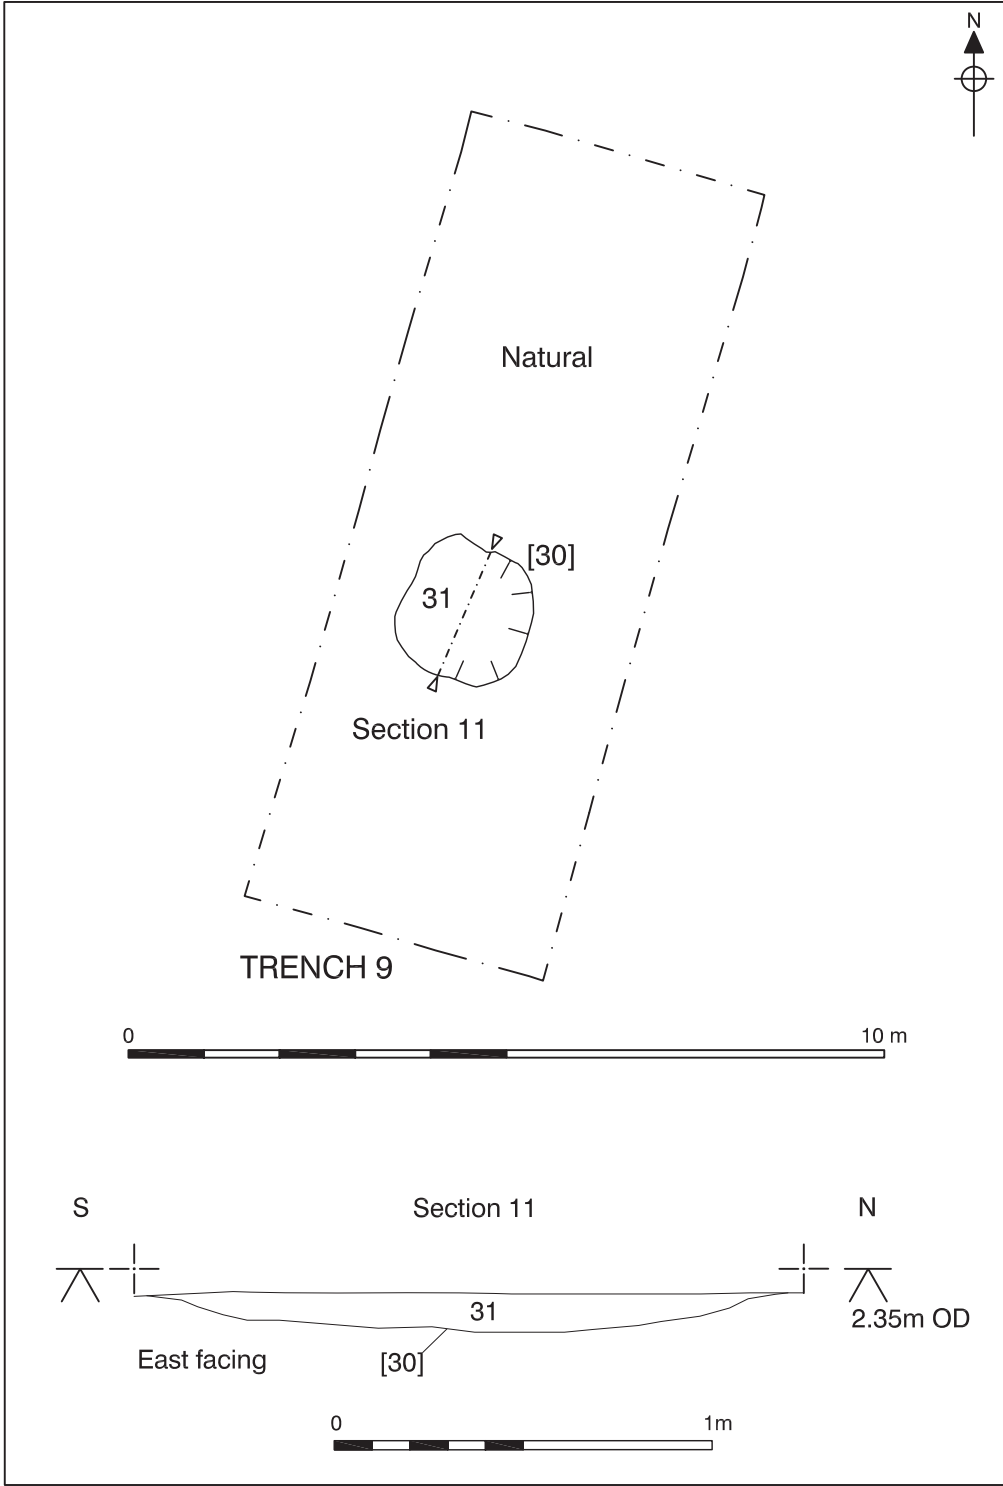 N
Natural
[30]
31
Section 11
TRENCH 9
0 10 m
S Section 11 N
31
2.35m OD
East facing [30]
0 1m